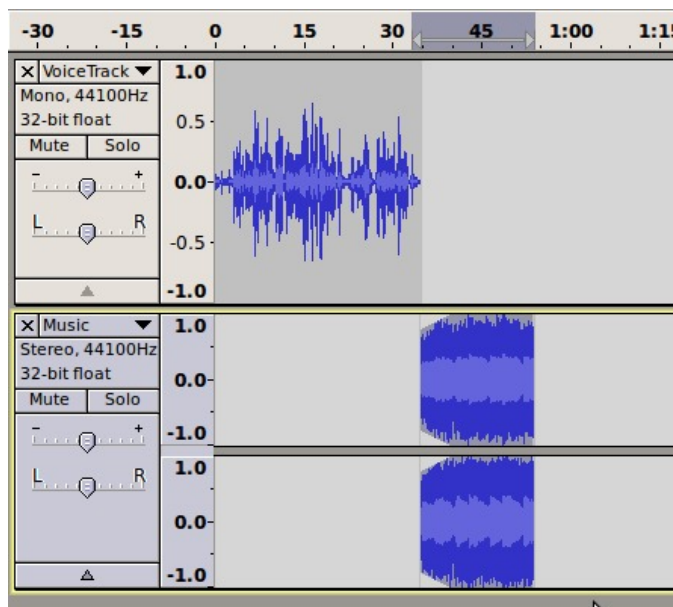 -30 -15 0 15 30 45 1:00 1:15
X VoiceTrack ▼
Mono, 44100Hz
32-bit float
Mute Solo
- +
L R
1.0
0.5
0.0
-0.5
-1.0
X Music ▼
Stereo, 44100Hz
32-bit float
Mute Solo
- +
L R
1.0
0.0
-1.0
1.0
0.0
-1.0